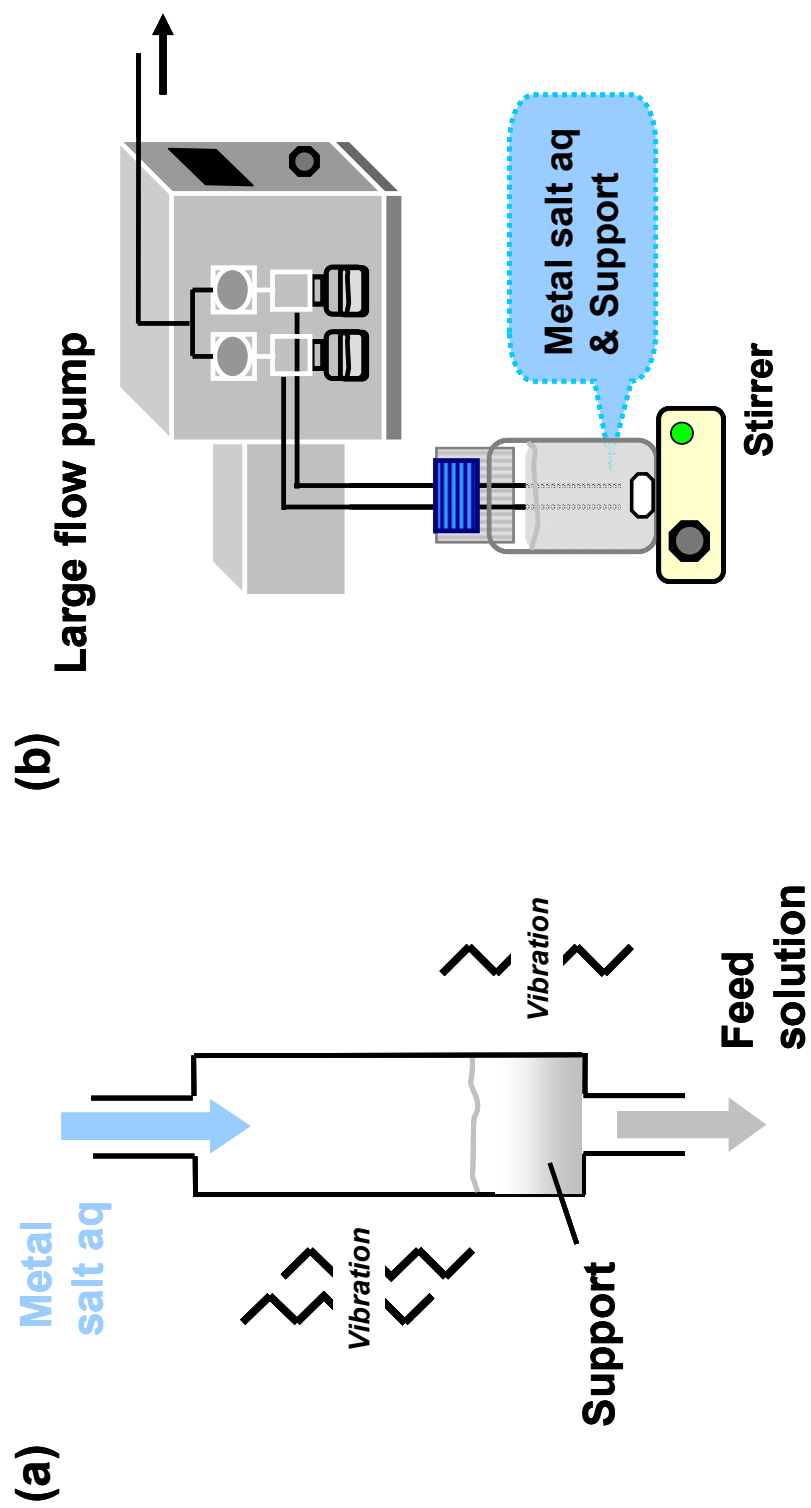 (a)
Metal
salt aq
Vibration
Vibration
Support
Feed
solution
(b)
Large flow pump
Metal salt aq
& Support
Stirrer